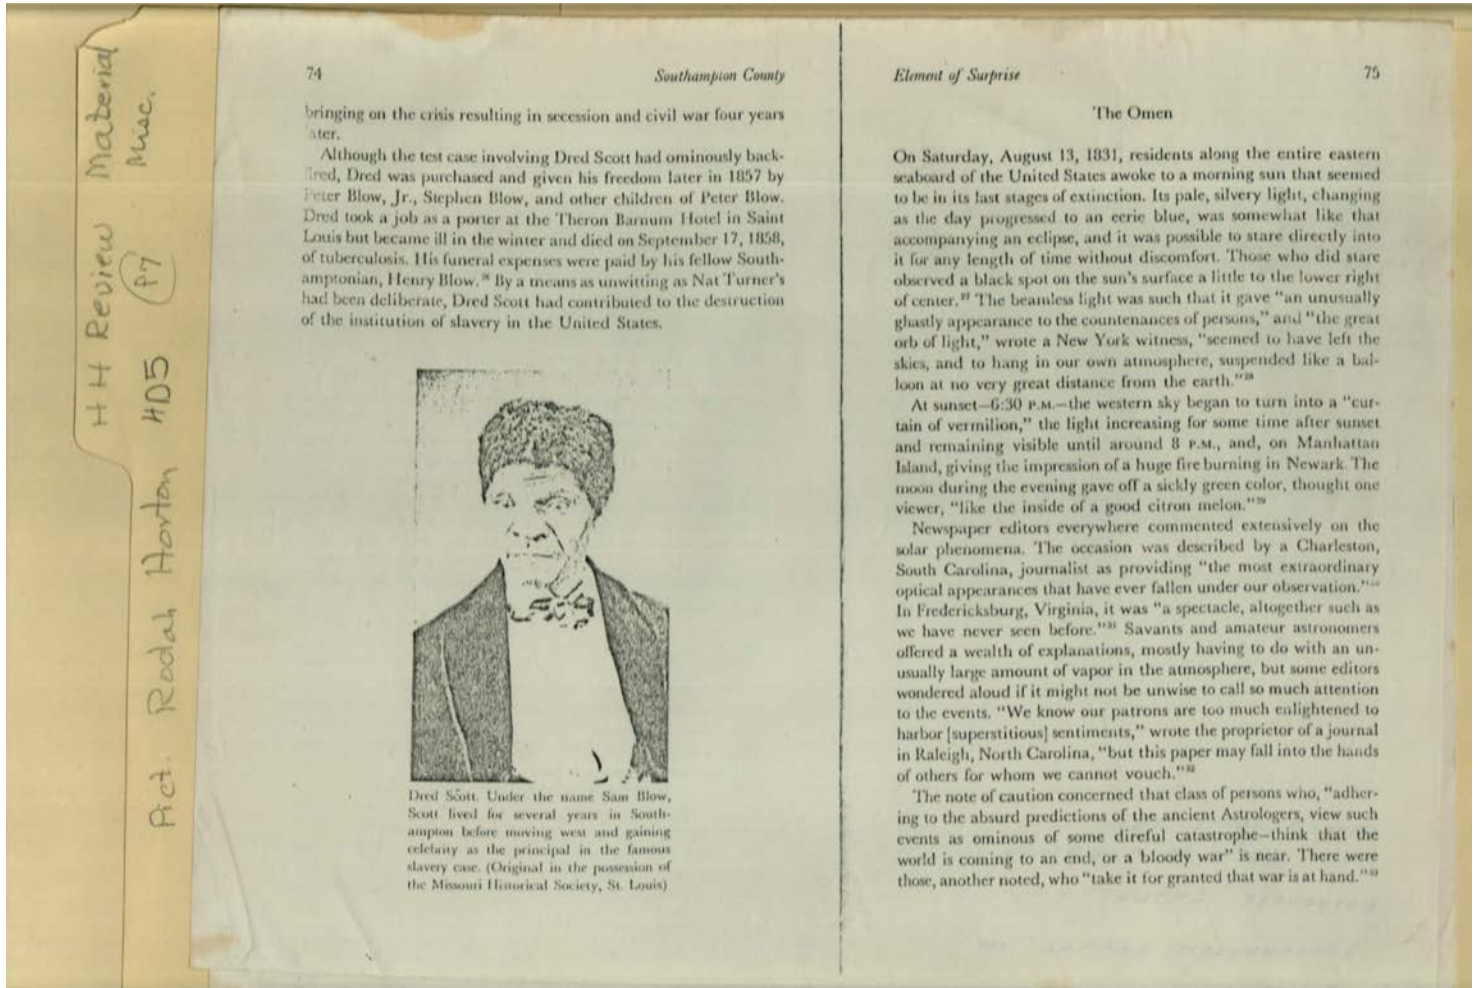 H H Review Material
Misc.
P7
Pict. Rodah Horton HD5
74 Southampton County
bringing on the crisis resulting in secession and civil war four years
ater.
Although the test case involving Dred Scott had ominously back-
fired, Dred was purchased and given his freedom later in 1857 by
Peter Blow, Jr., Stephen Blow, and other children of Peter Blow.
Dred took a job as a porter at the Theron Barnum Hotel in Saint
Louis but became ill in the winter and died on September 17, 1858,
of tuberculosis. His funeral expenses were paid by his fellow South-
amptonian, Henry Blow.²⁶ By a means as unwitting as Nat Turner's
had been deliberate, Dred Scott had contributed to the destruction
of the institution of slavery in the United States.
Dred Scott. Under the name Sam Blow,
Scott lived for several years in South-
ampton before moving west and gaining
celebrity as the principal in the famous
slavery case. (Original in the possession of
the Missouri Historical Society, St. Louis)
Element of Surprise 75
The Omen
On Saturday, August 13, 1831, residents along the entire eastern
seaboard of the United States awoke to a morning sun that seemed
to be in its last stages of extinction. Its pale, silvery light, changing
as the day progressed to an eerie blue, was somewhat like that
accompanying an eclipse, and it was possible to stare directly into
it for any length of time without discomfort. Those who did stare
observed a black spot on the sun's surface a little to the lower right
of center.²⁷ The beamless light was such that it gave "an unusually
ghastly appearance to the countenances of persons," and "the great
orb of light," wrote a New York witness, "seemed to have left the
skies, and to hang in our own atmosphere, suspended like a bal-
loon at no very great distance from the earth."²⁸
At sunset—6:30 P.M.—the western sky began to turn into a "cur-
tain of vermilion," the light increasing for some time after sunset
and remaining visible until around 8 P.M., and, on Manhattan
Island, giving the impression of a huge fire burning in Newark. The
moon during the evening gave off a sickly green color, thought one
viewer, "like the inside of a good citron melon."²⁹
Newspaper editors everywhere commented extensively on the
solar phenomena. The occasion was described by a Charleston,
South Carolina, journalist as providing "the most extraordinary
optical appearances that have ever fallen under our observation."
In Fredericksburg, Virginia, it was "a spectacle, altogether such as
we have never seen before."³¹ Savants and amateur astronomers
offered a wealth of explanations, mostly having to do with an un-
usually large amount of vapor in the atmosphere, but some editors
wondered aloud if it might not be unwise to call so much attention
to the events. "We know our patrons are too much enlightened to
harbor [superstitious] sentiments," wrote the proprietor of a journal
in Raleigh, North Carolina, "but this paper may fall into the hands
of others for whom we cannot vouch."³²
The note of caution concerned that class of persons who, "adher-
ing to the absurd predictions of the ancient Astrologers, view such
events as ominous of some direful catastrophe—think that the
world is coming to an end, or a bloody war" is near. There were
those, another noted, who "take it for granted that war is at hand."³³